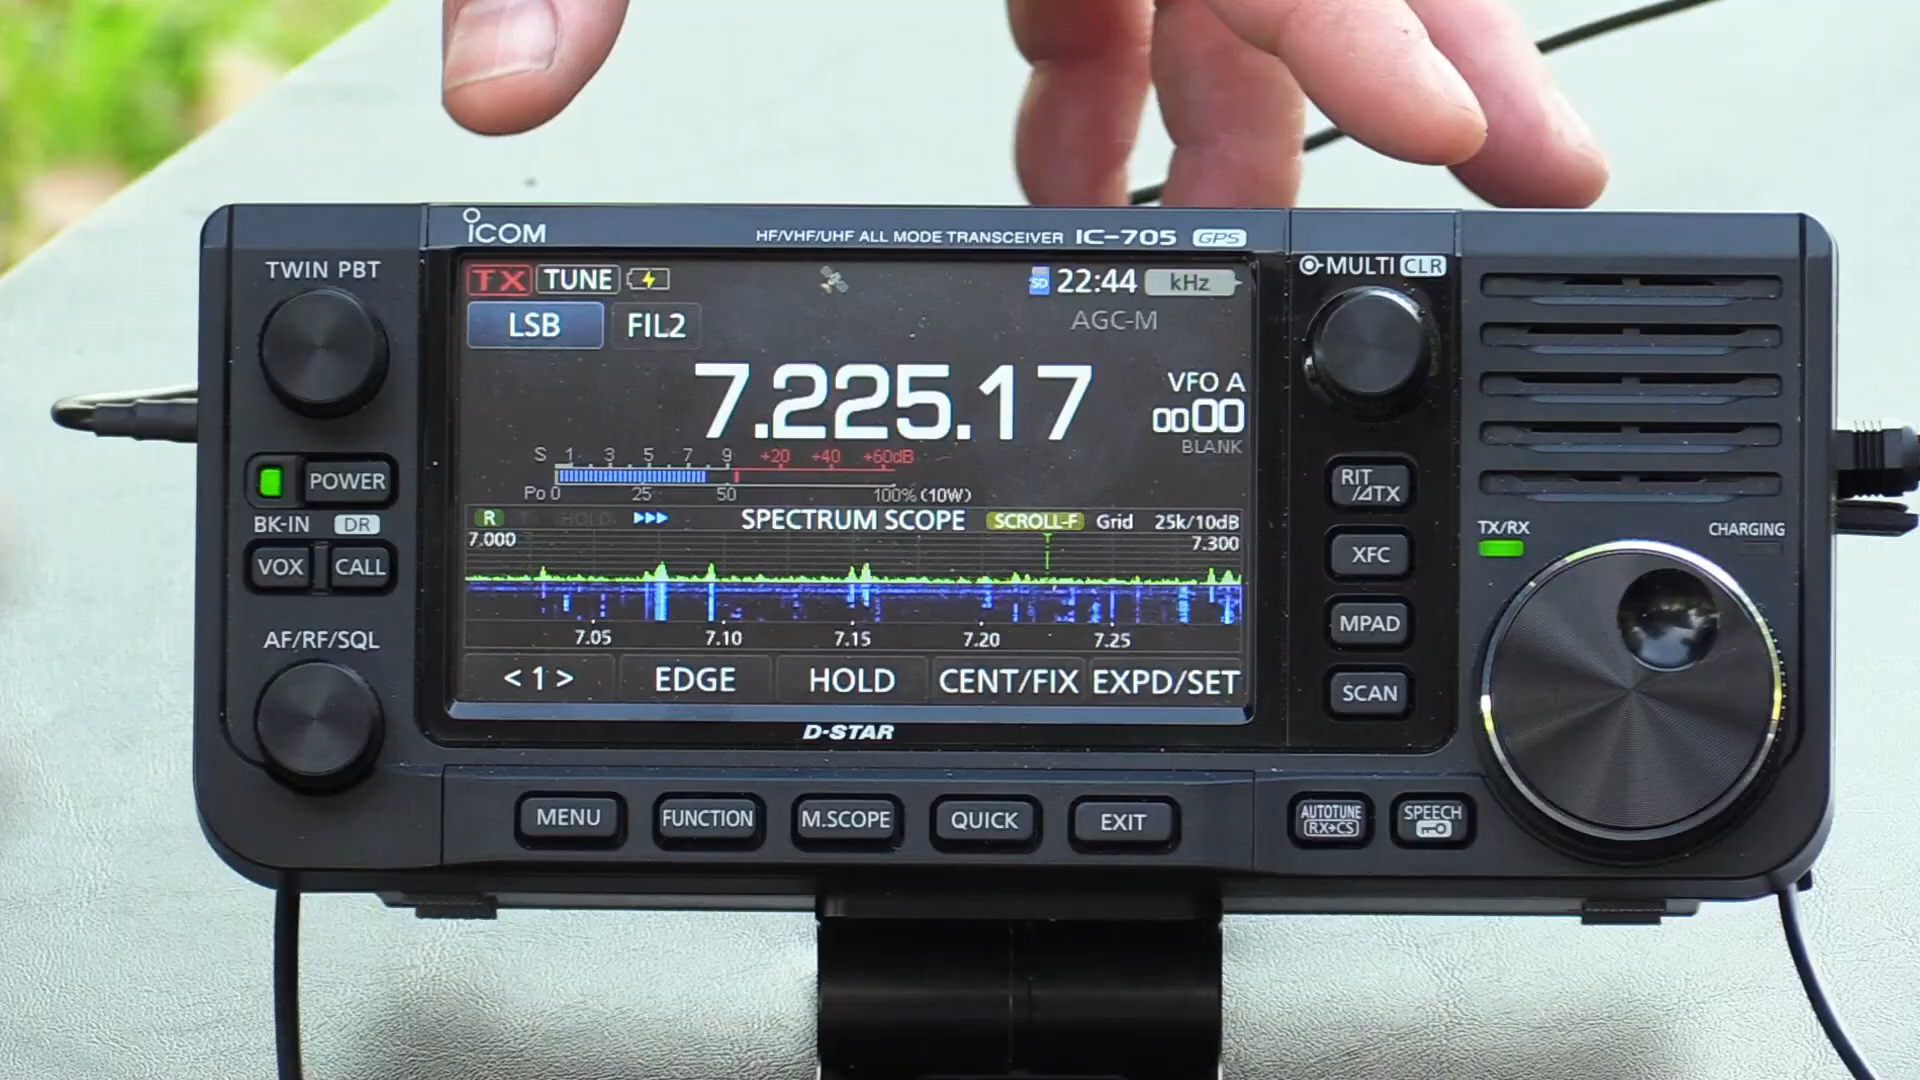 iCOM
HF/VHF/UHF ALL MODE TRANSCEIVER IC-705 GPS
TWIN PBT
TX TUNE
SD 22:44 kHz
MULTI CLR
LSB FIL2
AGC-M
7.225.17
VFO A
0000
BLANK
S 1 3 5 7 9 +20 +40 +60dB
Po 0 25 50 100% (10W)
POWER
RIT
/⊿TX
BK-IN DR
R HOLD SPECTRUM SCOPE SCROLL-F Grid 25k/10dB
TX/RX
CHARGING
7.000 7.300
T
VOX CALL
XFC
AF/RF/SQL
7.05 7.10 7.15 7.20 7.25
MPAD
< 1 > EDGE HOLD CENT/FIX EXPD/SET
SCAN
D-STAR
MENU FUNCTION M.SCOPE QUICK EXIT
AUTOTUNE
RX→CS
SPEECH